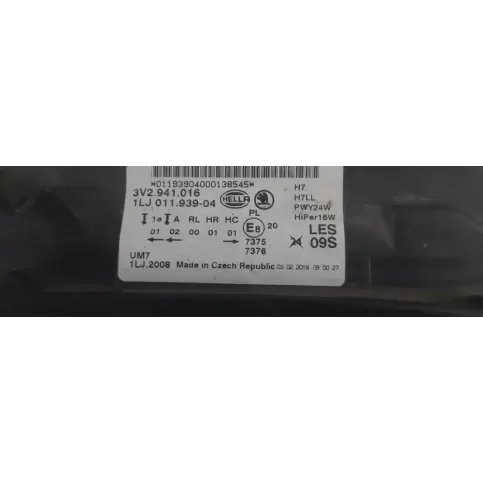 *01193904000138545*
3V2.941.016
1LJ 011.939-04
HELLA
1a A RL HR HC
01 02 00 01 01
PL
E8 20
7375
7376
H7
H7LL
PWY24W
HiPer16W
LES
09S
UM7
1LJ.2008 Made in Czech Republic